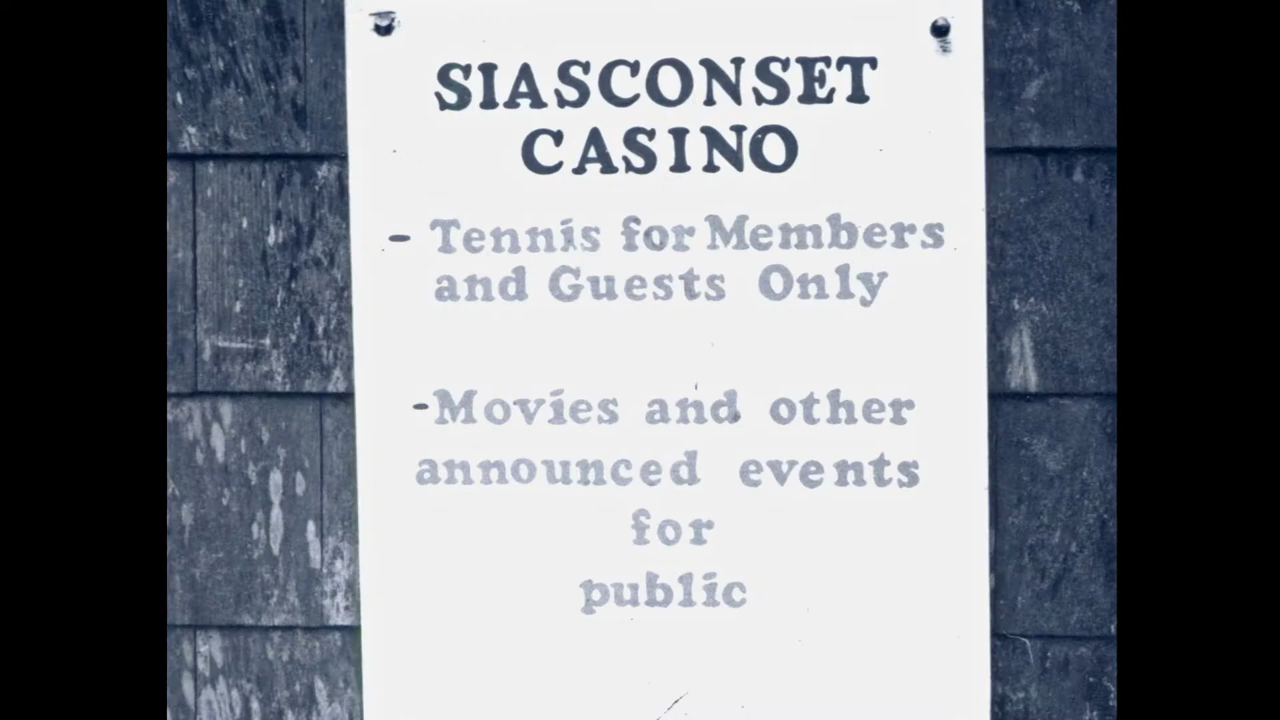 SIASCONSET
CASINO
- Tennis for Members
and Guests Only
-Movies and other
announced events
for
public